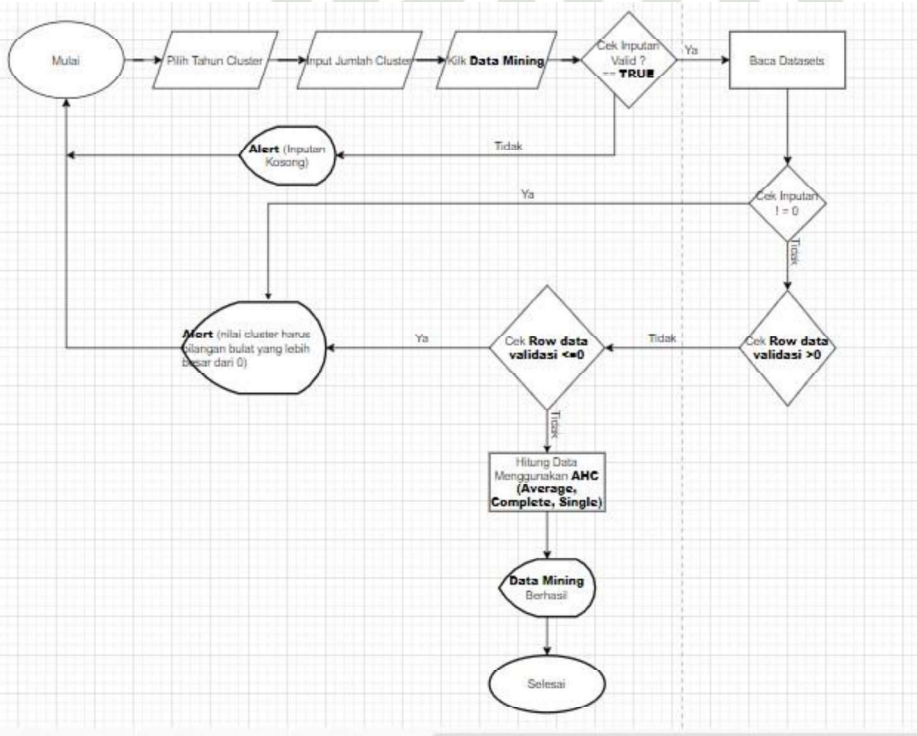 Mulai
Pilih Tahun Cluster
Input Jumlah Cluster
Kilk Data Mining
Cek Inputan
Valid ?
== TRUE
Ya
Baca Datasets
Alert (Inputan
Kosong)
Tidak
Ya
Cek Inputan
! = 0
Tidak
Alert (nilai cluster harus
bilangan bulat yang lebih
besar dari 0)
Ya
Cek Row data
validasi <=0
Tidak
Cek Row data
validasi >0
Tidak
Hitung Data
Menggunakan AHC
(Average,
Complete, Single)
Data Mining
Berhasil
Selesai